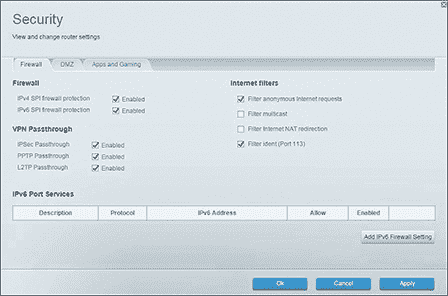 Security
View and change router settings
Firewall DMZ Apps and Gaming
Firewall
IPv4 SPI firewall protection Enabled
IPv6 SPI firewall protection Enabled
VPN Passthrough
IPSec Passthrough Enabled
PPTP Passthrough Enabled
L2TP Passthrough Enabled
Internet filters
Filter anonymous Internet requests
Filter multicast
Filter Internet NAT redirection
Filter ident (Port 113)
IPv6 Port Services
Description Protocol IPv6 Address Allow Enabled
Add IPv6 Firewall Setting
Ok Cancel Apply